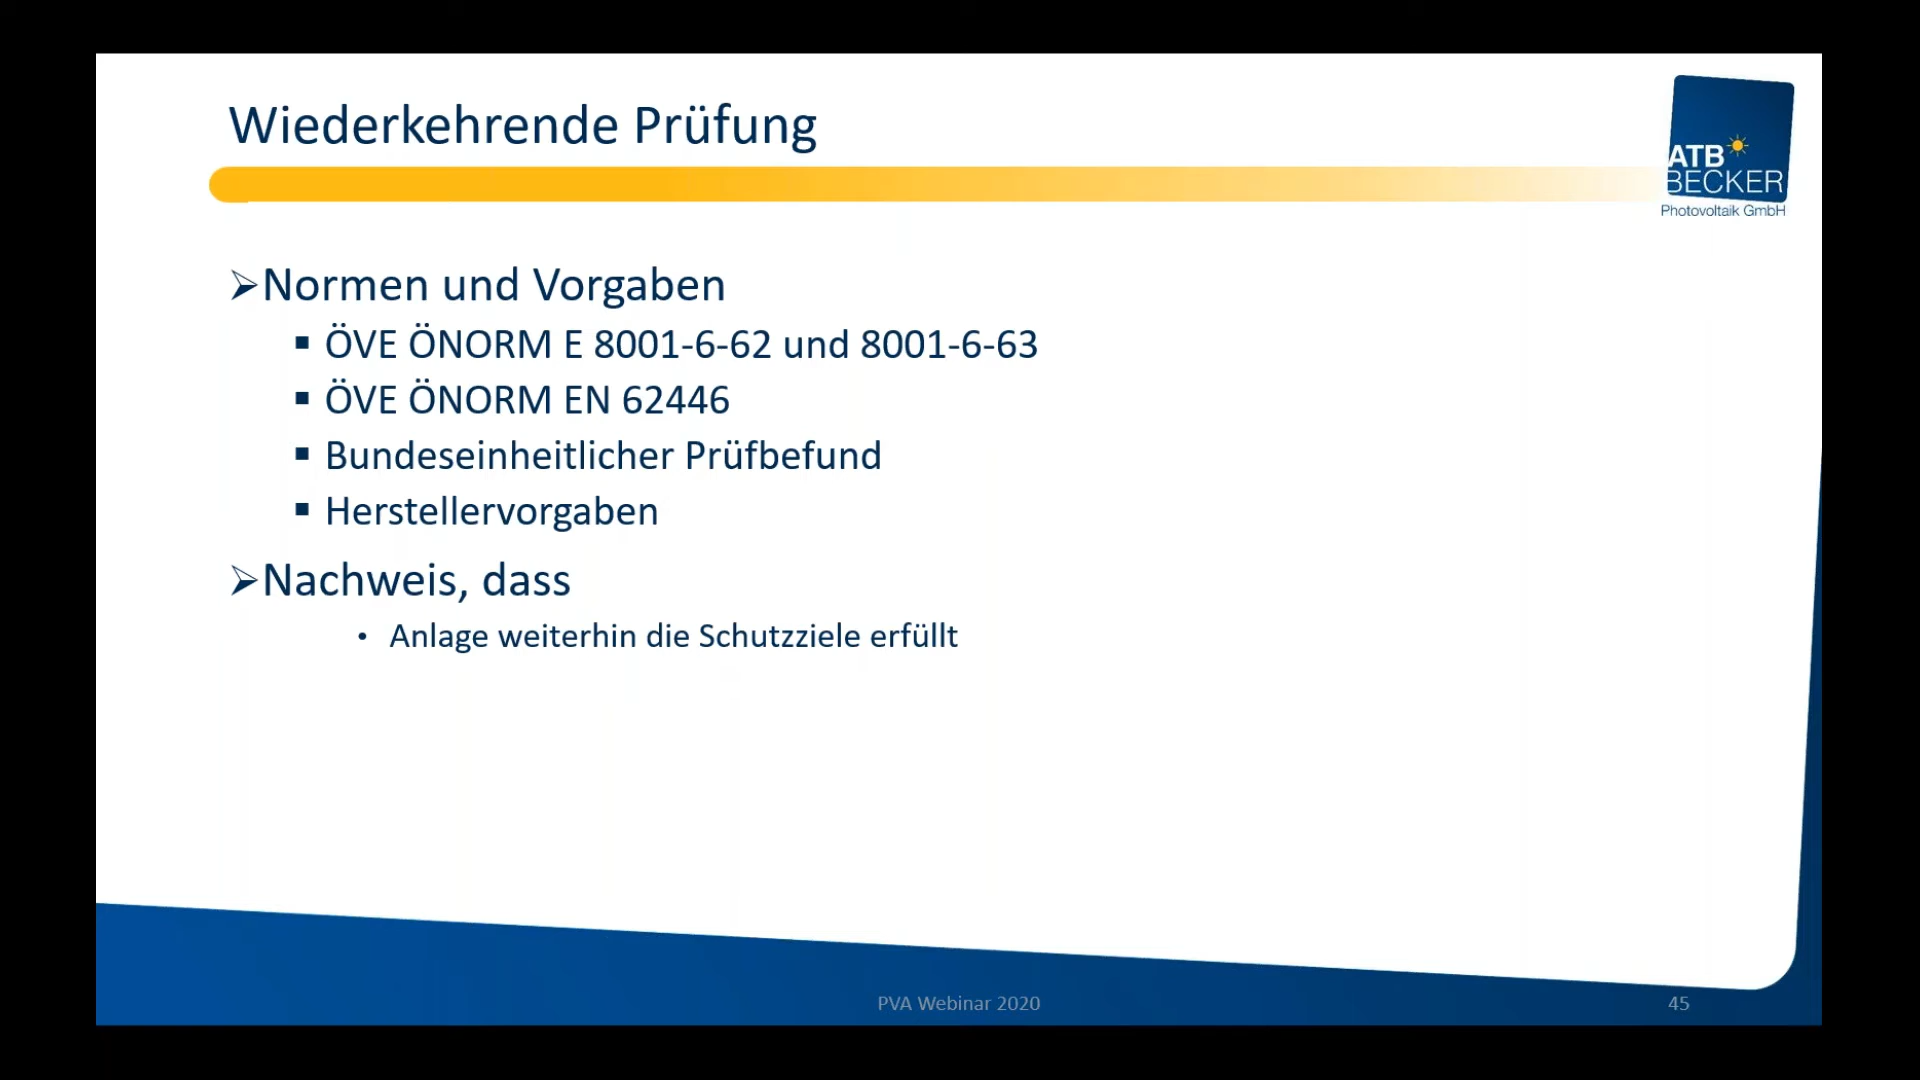 Wiederkehrende Prüfung
ATB
BECKER
Photovoltaik GmbH
➢Normen und Vorgaben
▪ ÖVE ÖNORM E 8001-6-62 und 8001-6-63
▪ ÖVE ÖNORM EN 62446
▪ Bundeseinheitlicher Prüfbefund
▪ Herstellervorgaben
➢Nachweis, dass
• Anlage weiterhin die Schutzziele erfüllt
PVA Webinar 2020
45